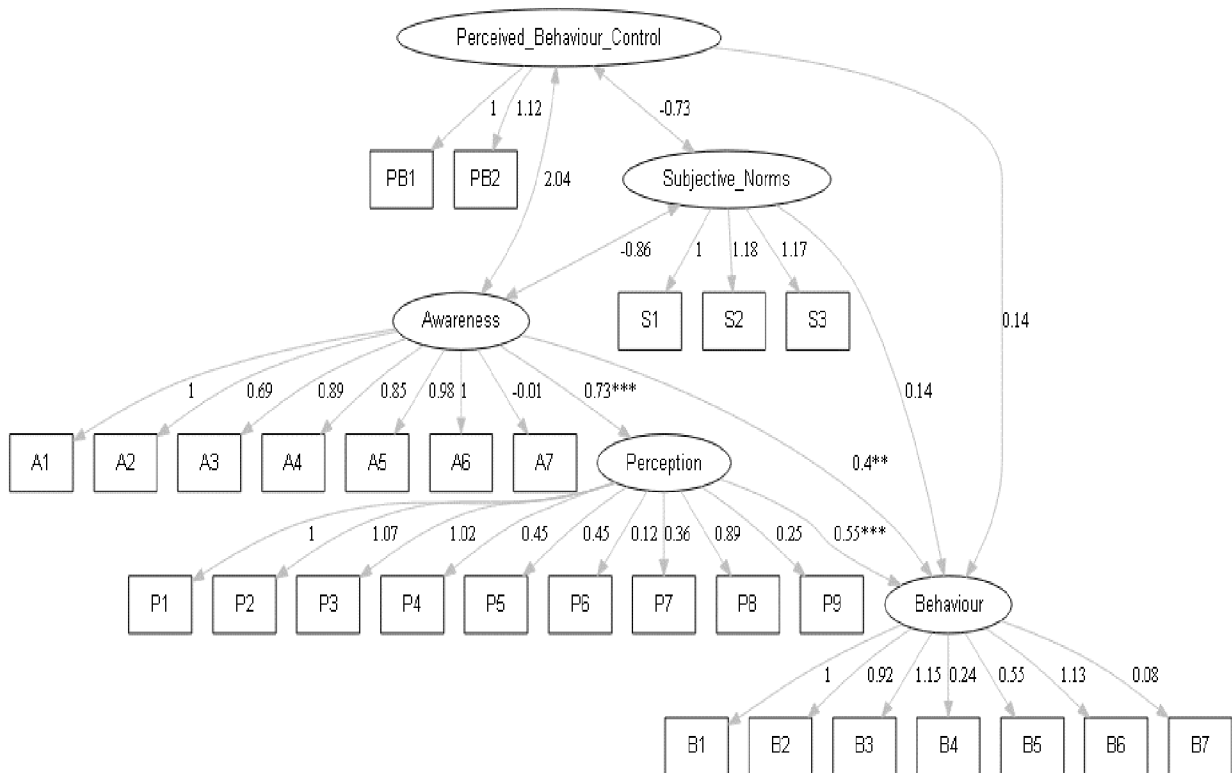 Perceived_Behaviour_Control
1 1.12 -0.73
PB1 PB2 2.04 Subjective_Norms
-0.86 1 1.18 1.17
Awareness S1 S2 S3 0.14
1 0.69 0.89 0.85 0.98 1 -0.01 0.73*** 0.14
A1 A2 A3 A4 A5 A6 A7 Perception 0.4**
1 1.07 1.02 0.45 0.45 0.12 0.36 0.89 0.25 0.55***
P1 P2 P3 P4 P5 P6 P7 P8 P9 Behaviour
1 0.92 1.15 0.24 0.55 1.13 0.08
B1 B2 B3 B4 B5 B6 B7